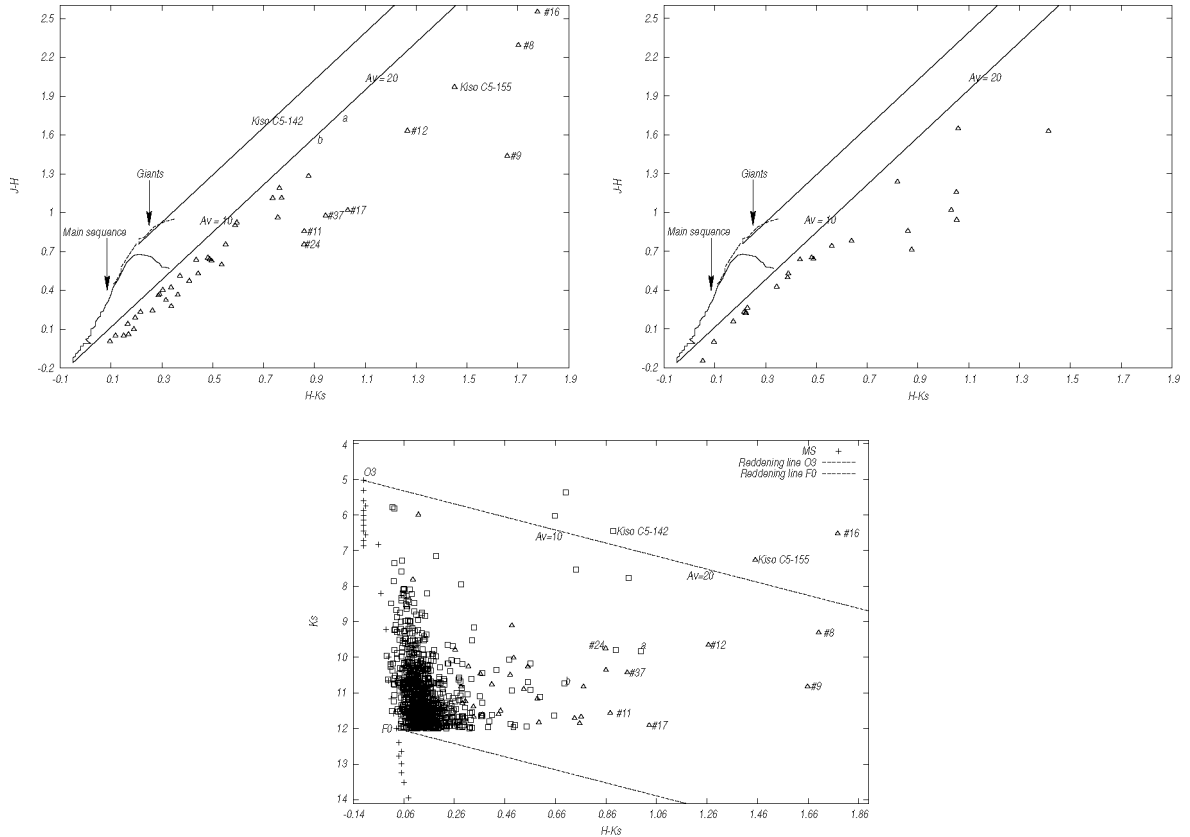 2.5
2.2
1.9
1.6
1.3
1
0.7
0.4
0.1
-0.2
J-H
#16
#8
Av = 20
Kiso C5-155
Kiso C5-142
a
#12
b
#9
Giants
Av = 10
#17
#37
Main sequence
#11
#24
-0.1 0.1 0.3 0.5 0.7 0.9 1.1 1.3 1.5 1.7 1.9
H-Ks
2.5
2.2
1.9
1.6
1.3
1
0.7
0.4
0.1
-0.2
J-H
Av = 20
Giants
Av = 10
Main sequence
-0.1 0.1 0.3 0.5 0.7 0.9 1.1 1.3 1.5 1.7 1.9
H-Ks
4
5
6
7
8
9
10
11
12
13
14
Ks
MS
Reddening line O3
Reddening line F0
O3
Kiso C5-142
#16
Av=10
Kiso C5-155
Av=20
#8
#24
a
#12
#37
b
#9
#11
#17
F0
-0.14 0.06 0.26 0.46 0.66 0.86 1.06 1.26 1.46 1.66 1.86
H-Ks